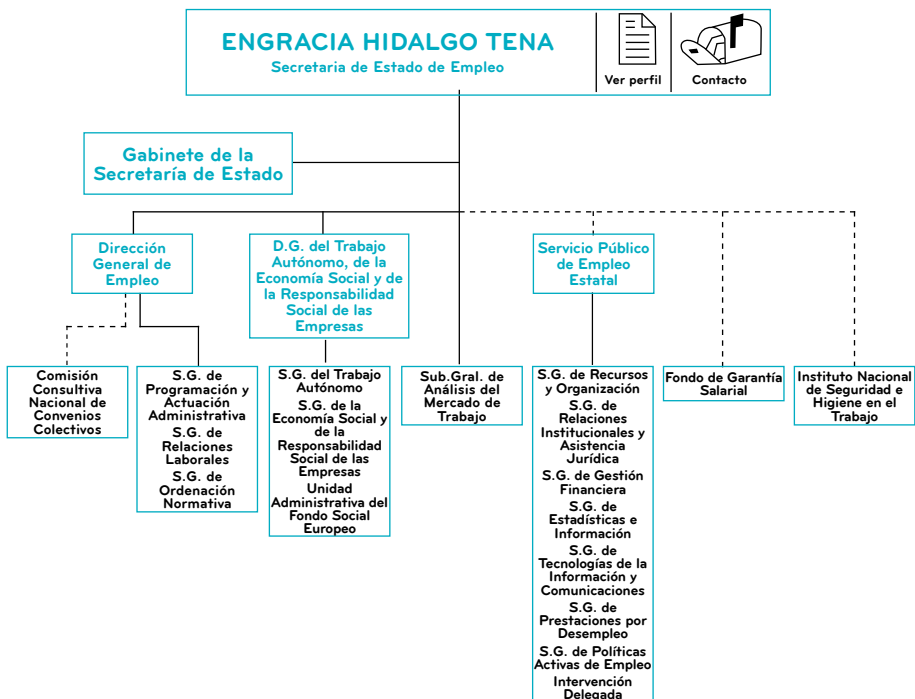 ENGRACIA HIDALGO TENA
Secretaria de Estado de Empleo
Ver perfil
Contacto
Gabinete de la
Secretaría de Estado
Dirección
General de
Empleo
D.G. del Trabajo
Autónomo, de la
Economía Social y de
la Responsabilidad
Social de las
Empresas
Servicio Público
de Empleo
Estatal
Comisión
Consultiva
Nacional de
Convenios
Colectivos
S.G. de
Programación y
Actuación
Administrativa
S.G. de
Relaciones
Laborales
S.G. de
Ordenación
Normativa
S.G. del Trabajo
Autónomo
S.G. de la
Economía Social y
de la
Responsabilidad
Social de las
Empresas
Unidad
Administrativa del
Fondo Social
Europeo
Sub.Gral. de
Análisis del
Mercado de
Trabajo
S.G. de Recursos
y Organización
S.G. de
Relaciones
Institucionales y
Asistencia
Jurídica
S.G. de Gestión
Financiera
S.G. de
Estadísticas e
Información
S.G. de
Tecnologías de la
Información y
Comunicaciones
S.G. de
Prestaciones por
Desempleo
S.G. de Políticas
Activas de Empleo
Intervención
Delegada
Fondo de Garantía
Salarial
Instituto Nacional
de Seguridad e
Higiene en el
Trabajo